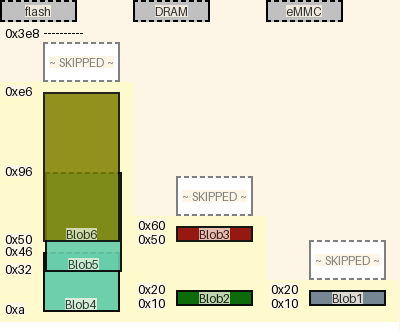 flash
DRAM
eMMC
0x3e8
~ SKIPPED ~
0xe6
0x96
~ SKIPPED ~
0x60
Blob6
Blob3
0x50
0x50
0x46
~ SKIPPED ~
Blob5
0x32
0x20
0x20
Blob4
Blob2
Blob1
0xa
0x10
0x10